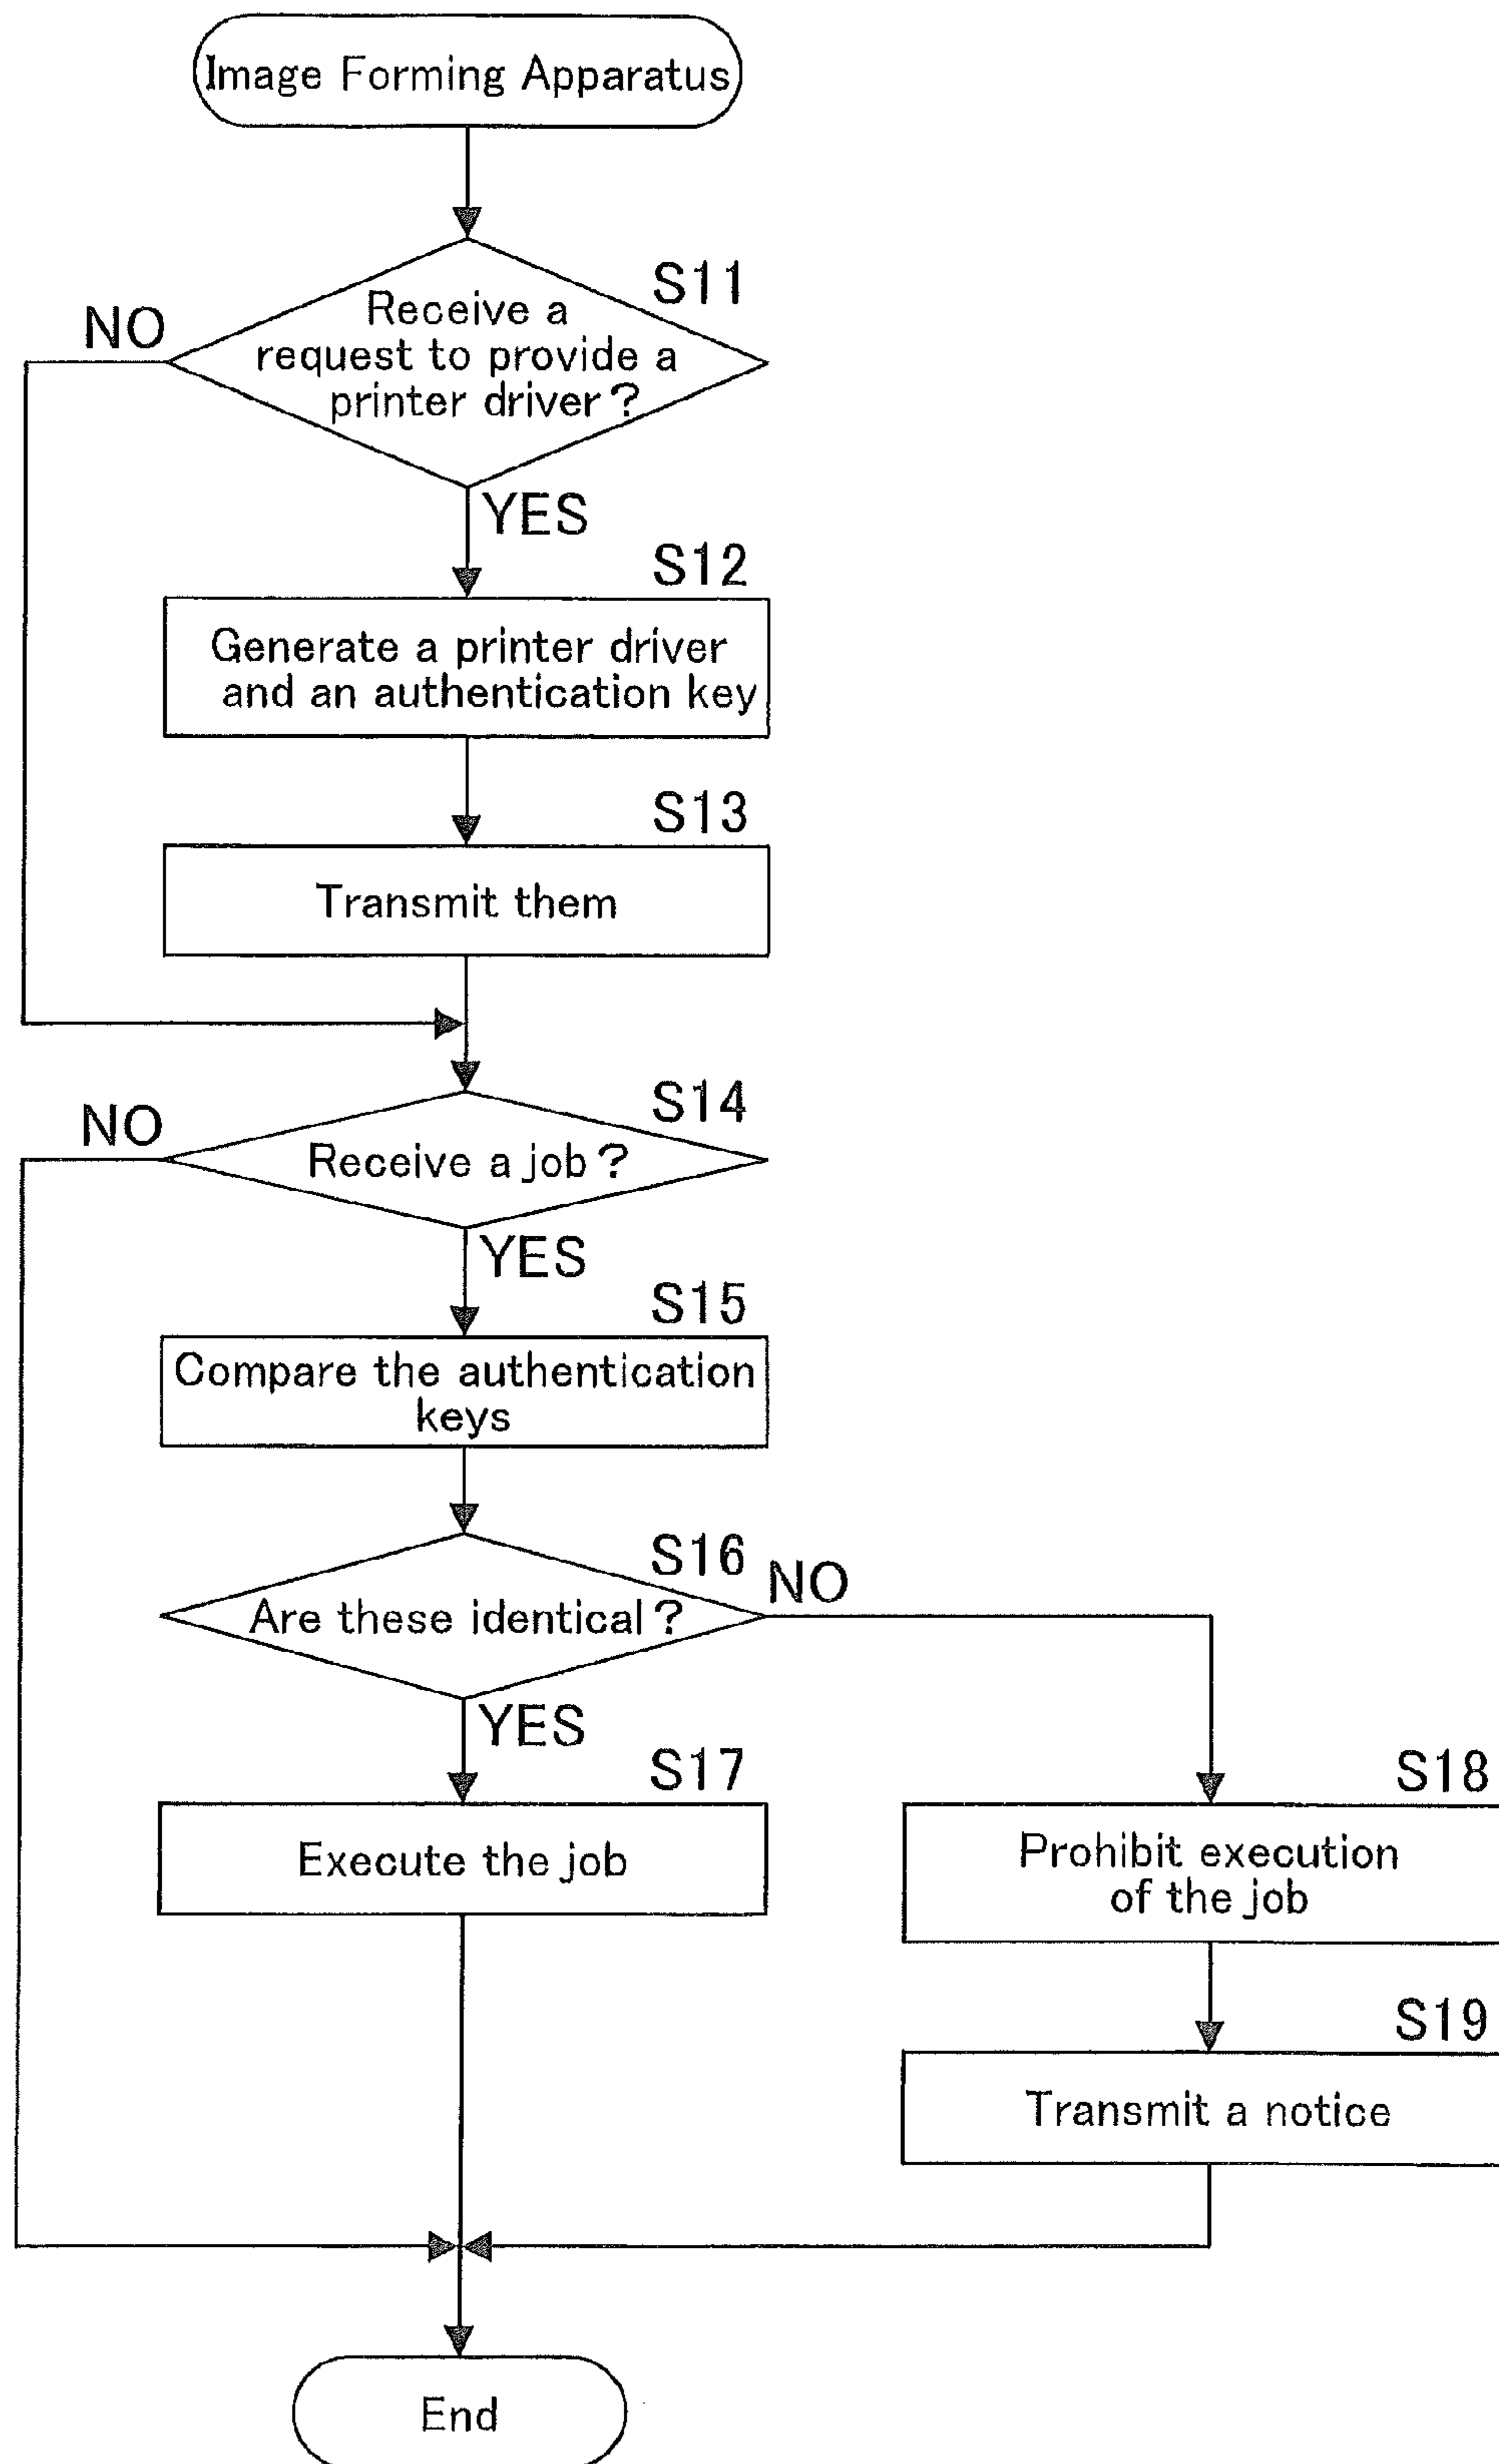 Image Forming Apparatus
S11
NO
Receive a
request to provide a
printer driver?
YES
S12
Generate a printer driver
and an authentication key
S13
Transmit them
S14
NO
Receive a job?
YES
S15
Compare the authentication
keys
S16
NO
Are these identical?
YES
S17
Execute the job
S18
Prohibit execution
of the job
S19
Transmit a notice
End